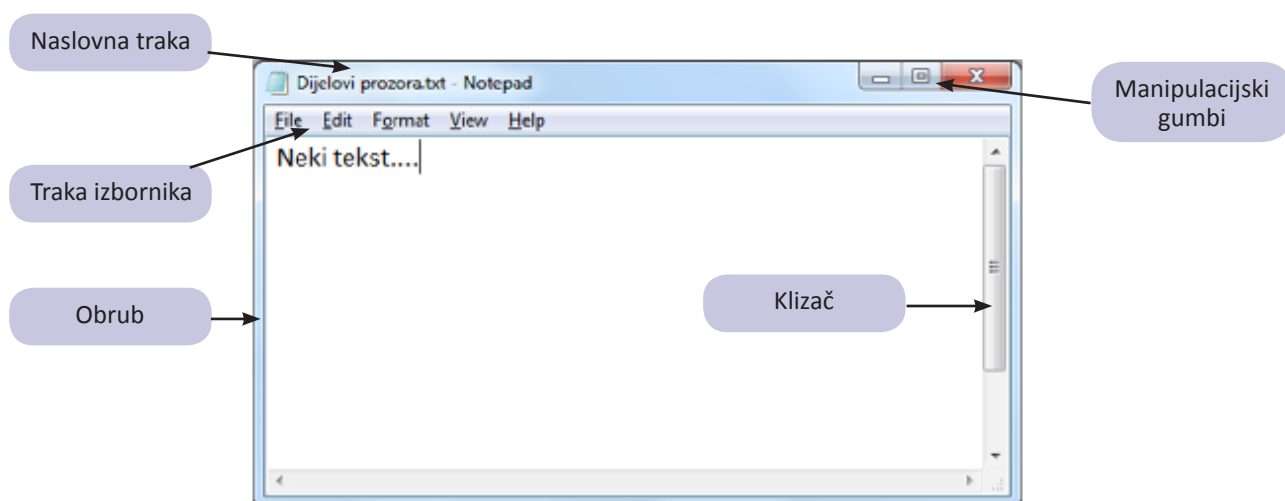 Naslovna traka
Dijelovi prozora.txt - Notepad
Manipulacijski
gumbi
File Edit Format View Help
Neki tekst....
Traka izbornika
Obrub
Klizač